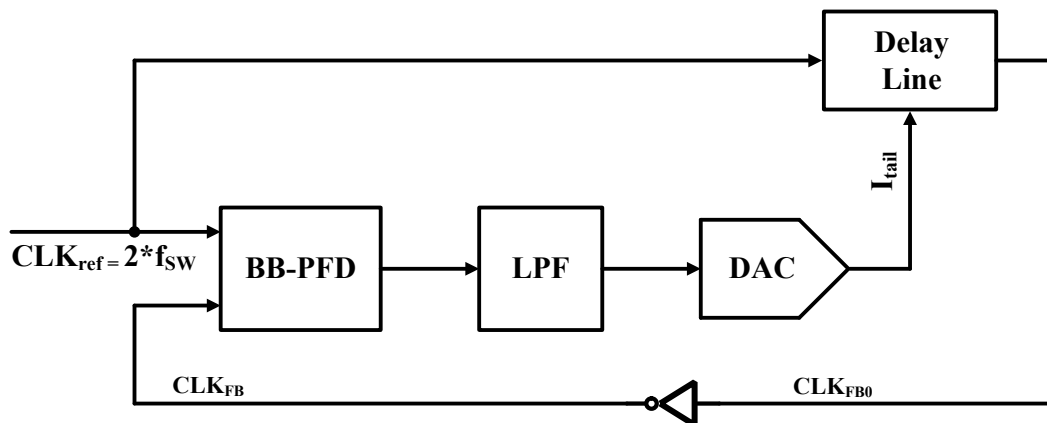 Delay
Line
I_tail
CLK_ref = 2*f_SW
BB-PFD
LPF
DAC
CLK_FB
CLK_FB0